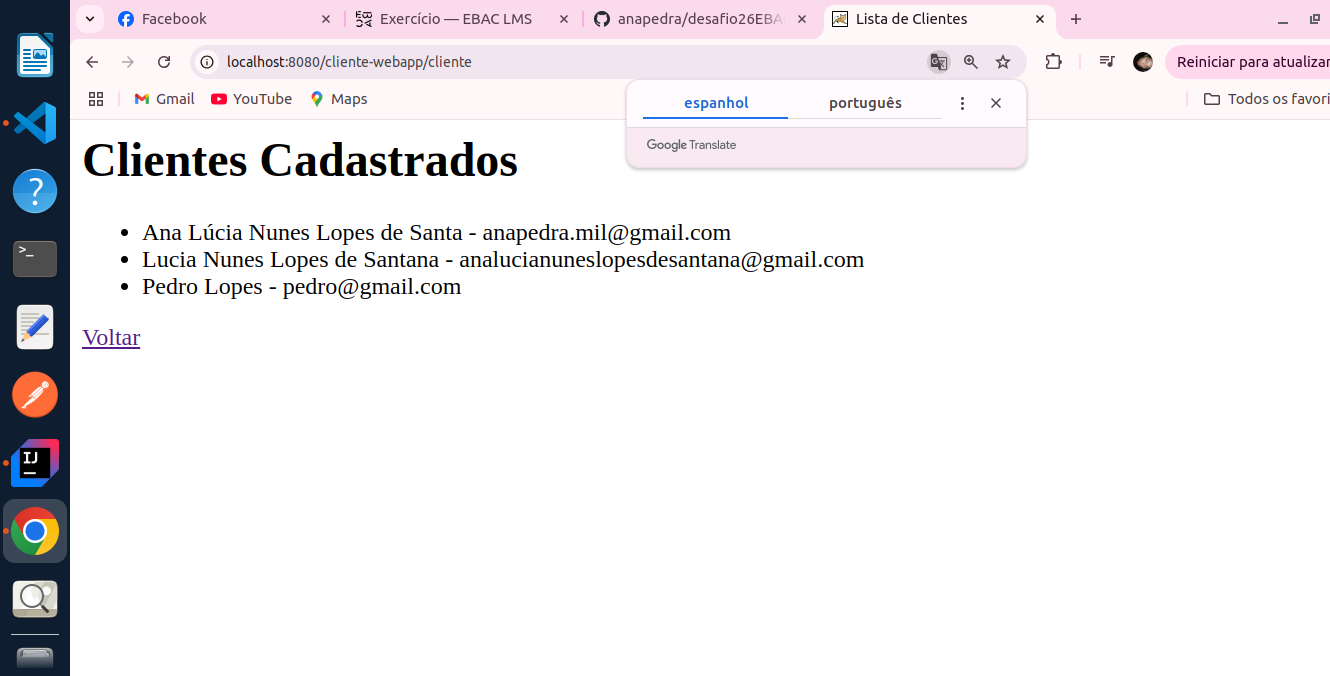 Facebook
Exercício — EBAC LMS
anapedra/desafio26EBA
Lista de Clientes
localhost:8080/cliente-webapp/cliente
Reiniciar para atualizar
Gmail
YouTube
Maps
Todos os favori
espanhol
português
Google Translate
Clientes Cadastrados
• Ana Lúcia Nunes Lopes de Santa - anapedra.mil@gmail.com
• Lucia Nunes Lopes de Santana - analucianuneslopesdesantana@gmail.com
• Pedro Lopes - pedro@gmail.com
Voltar
?
>_
IJ